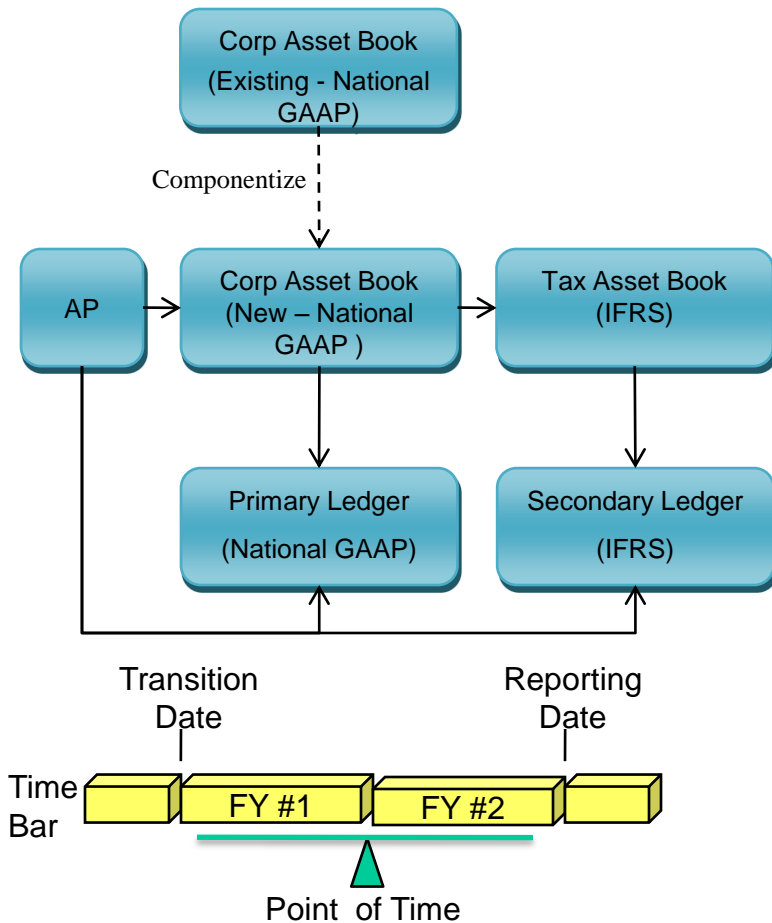 Corp Asset Book
(Existing - National
GAAP)
Componentize
AP
Corp Asset Book
(New – National
GAAP )
Tax Asset Book
(IFRS)
Primary Ledger
(National GAAP)
Secondary Ledger
(IFRS)
Transition
Date
Reporting
Date
Time
Bar
FY #1
FY #2
Point of Time